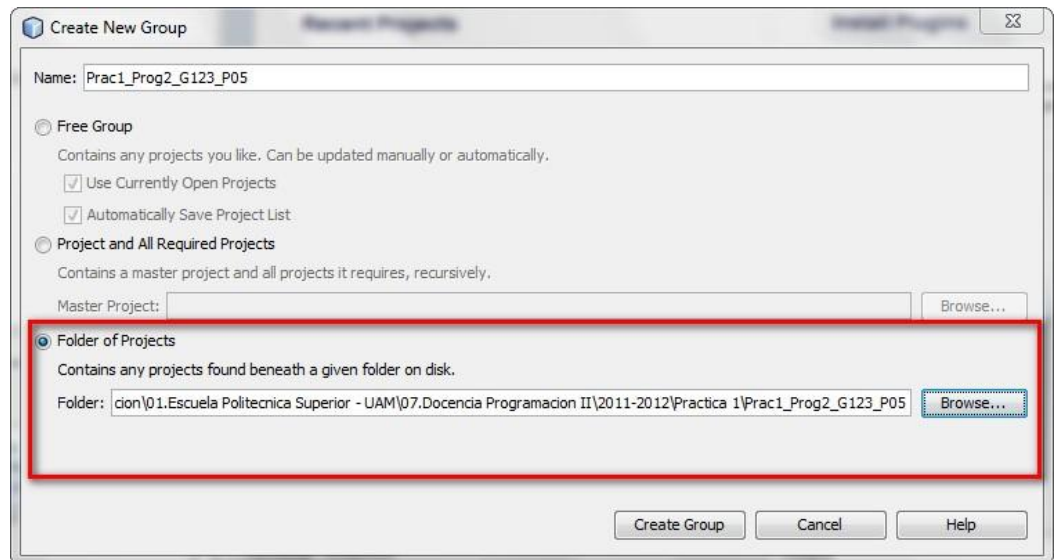 Recent Projects
Install Plugins
Create New Group
Name: Prac1_Prog2_G123_P05
Free Group
Contains any projects you like. Can be updated manually or automatically.
Use Currently Open Projects
Automatically Save Project List
Project and All Required Projects
Contains a master project and all projects it requires, recursively.
Master Project: Browse...
Folder of Projects
Contains any projects found beneath a given folder on disk.
Folder: cion\01.Escuela Politecnica Superior - UAM\07.Docencia Programacion II\2011-2012\Practica 1\Prac1_Prog2_G123_P05 Browse...
Create Group Cancel Help